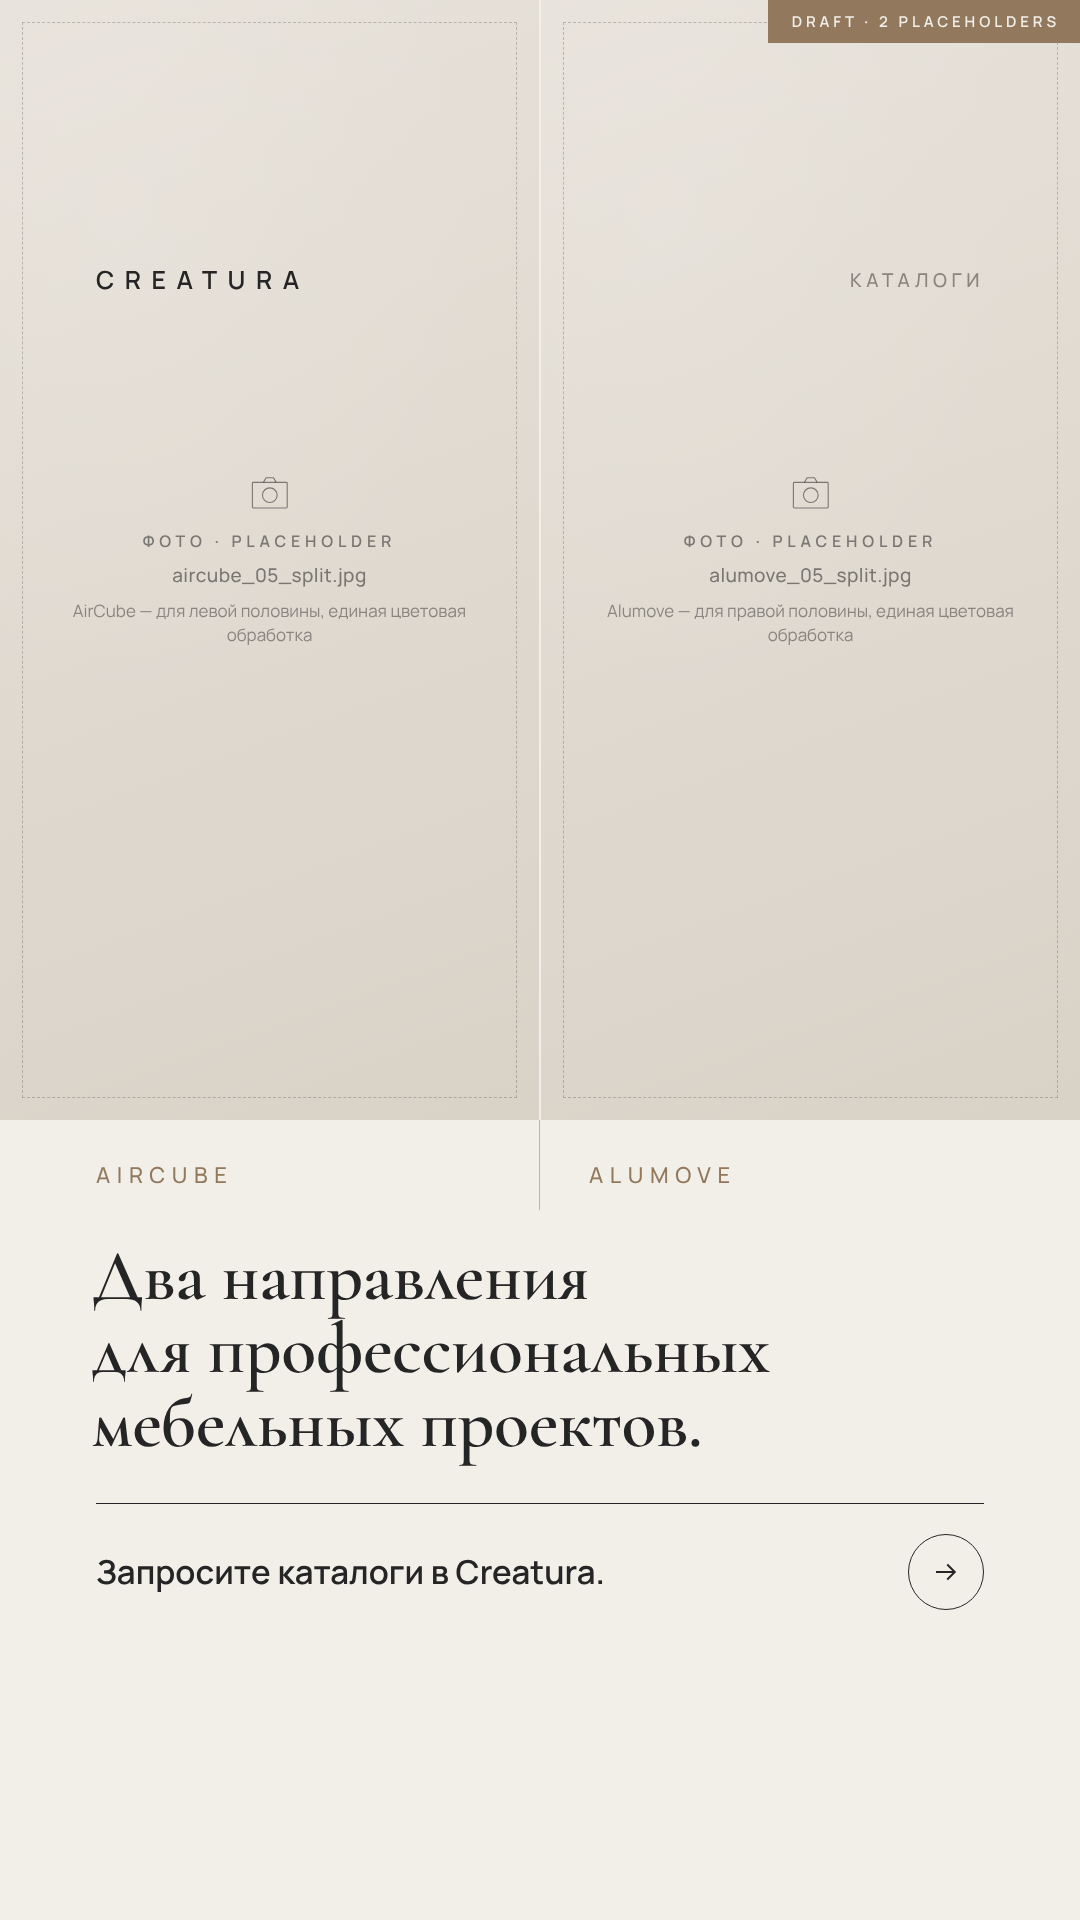 DRAFT · 2 PLACEHOLDERS
CREATURA
КАТАЛОГИ
ФОТО · PLACEHOLDER
aircube_05_split.jpg
AirCube — для левой половины, единая цветовая
обработка
ФОТО · PLACEHOLDER
alumove_05_split.jpg
Alumove — для правой половины, единая цветовая
обработка
AIRCUBE
ALUMOVE
Два направления
для профессиональных
мебельных проектов.
Запросите каталоги в Creatura.